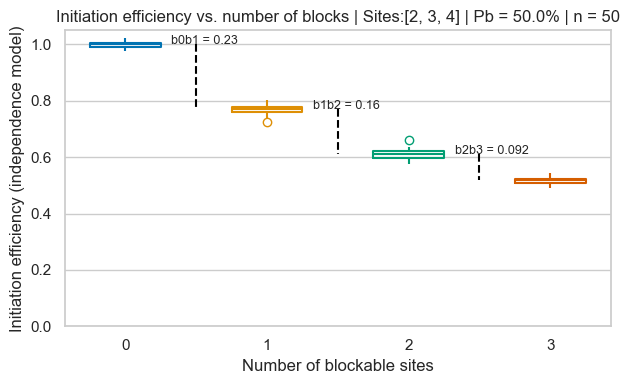 Initiation efficiency vs. number of blocks | Sites:[2, 3, 4] | Pb = 50.0% | n = 50
Initiation efficiency (independence model)
1.0
0.8
0.6
0.4
0.2
0.0
b0b1 = 0.23
b1b2 = 0.16
b2b3 = 0.092
0
1
2
3
Number of blockable sites